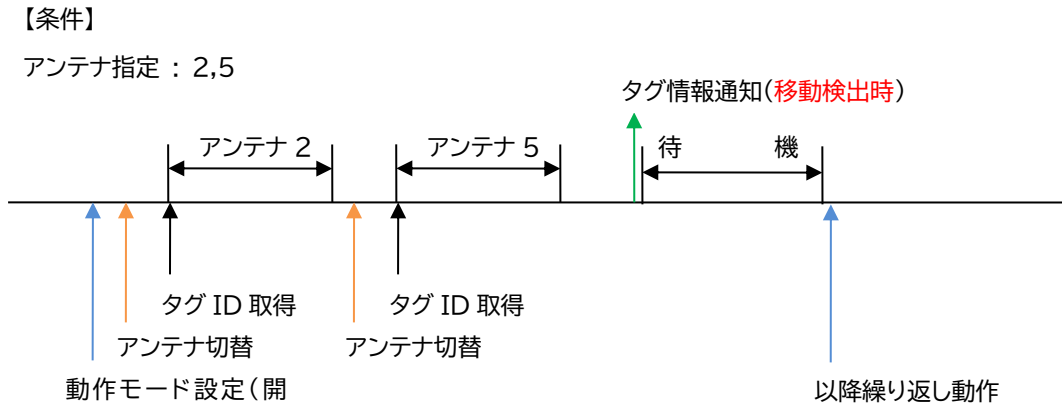 【条件】
アンテナ指定 : 2,5
タグ情報通知(移動検出時)
アンテナ 2
アンテナ 5
待 機
タグ ID 取得
タグ ID 取得
アンテナ切替
アンテナ切替
動作モード設定(開
以降繰り返し動作